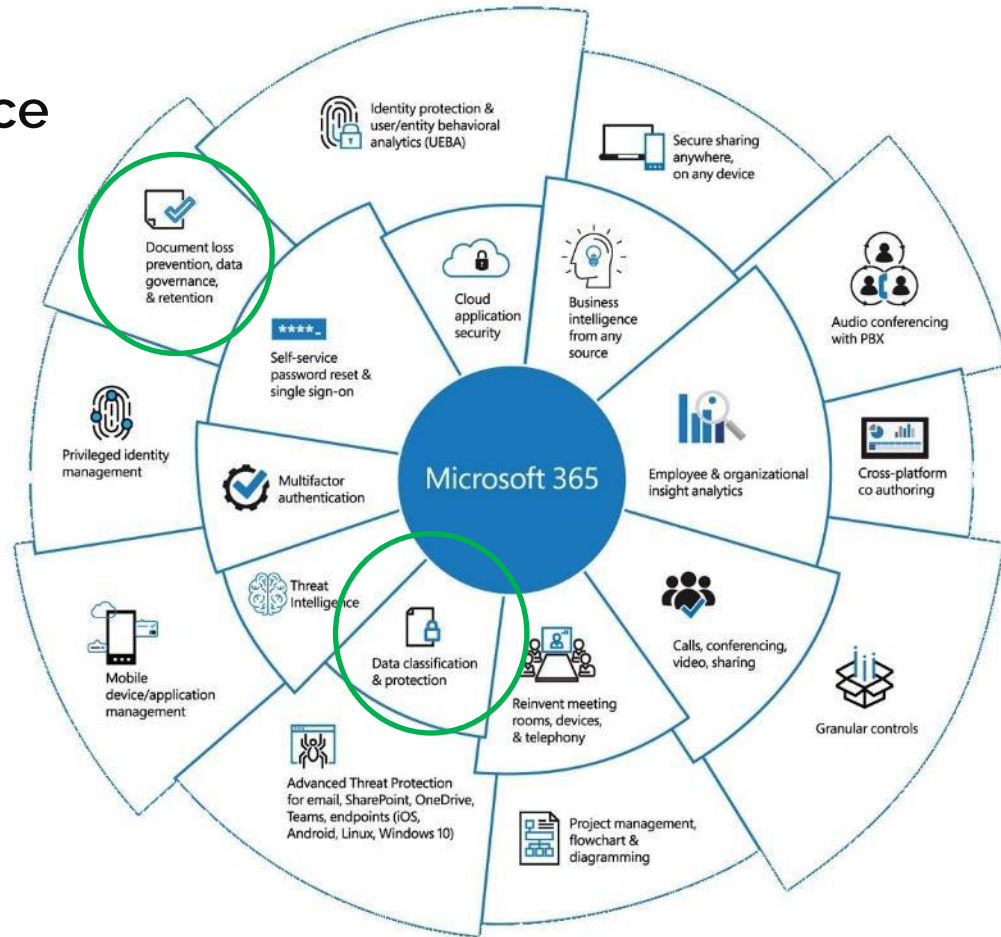 ce
Identity protection &
user/entity behavioral
analytics (UEBA)
Secure sharing
anywhere,
on any device
Document loss
prevention, data
governance,
& retention
Cloud
application
security
Business
intelligence
from any
source
Audio conferencing
with PBX
****_
Self-service
password reset &
single sign-on
Privileged identity
management
Multifactor
authentication
Microsoft 365
Employee & organizational
insight analytics
Cross-platform
co authoring
Threat
Intelligence
Data classification
& protection
Calls, conferencing,
video, sharing
Mobile
device/application
management
Reinvent meeting
rooms, devices,
& telephony
Granular controls
Advanced Threat Protection
for email, SharePoint, OneDrive,
Teams, endpoints (iOS,
Android, Linux, Windows 10)
Project management,
flowchart &
diagramming